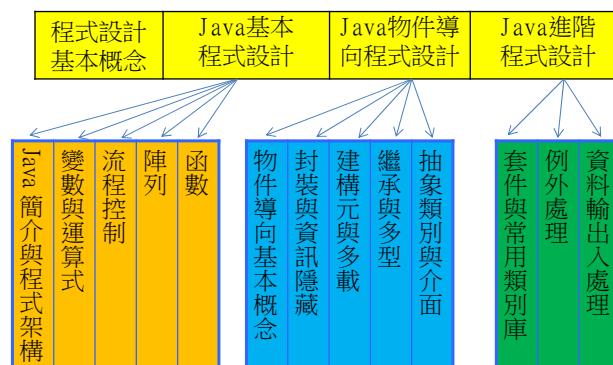 程式設計
基本概念
Java基本
程式設計
Java物件導
向程式設計
Java進階
程式設計
Java 簡介與程式架構
變數與運算式
流程控制
陣列
函數
物件導向基本概念
封裝與資訊隱藏
建構元與多載
繼承與多型
抽象類別與介面
套件與常用類別庫
例外處理
資料輸出入處理